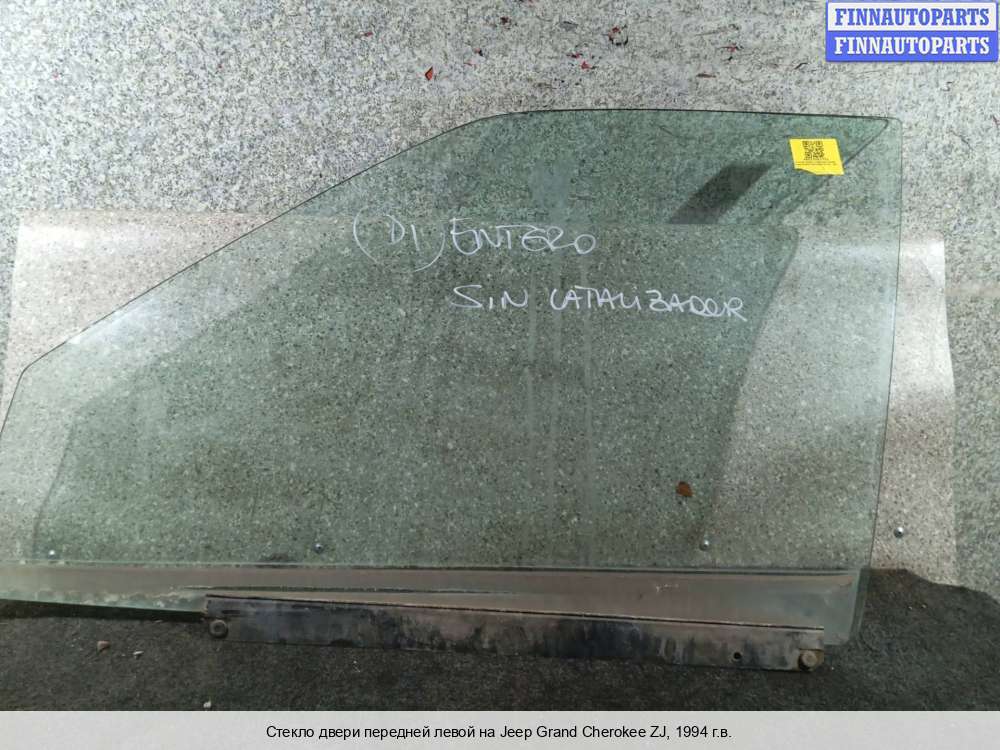 FINNAUTOPARTS
FINNAUTOPARTS
(D1) ENTERO
SIN CATALIZADOR
Стекло двери передней левой на Jeep Grand Cherokee ZJ, 1994 г.в.